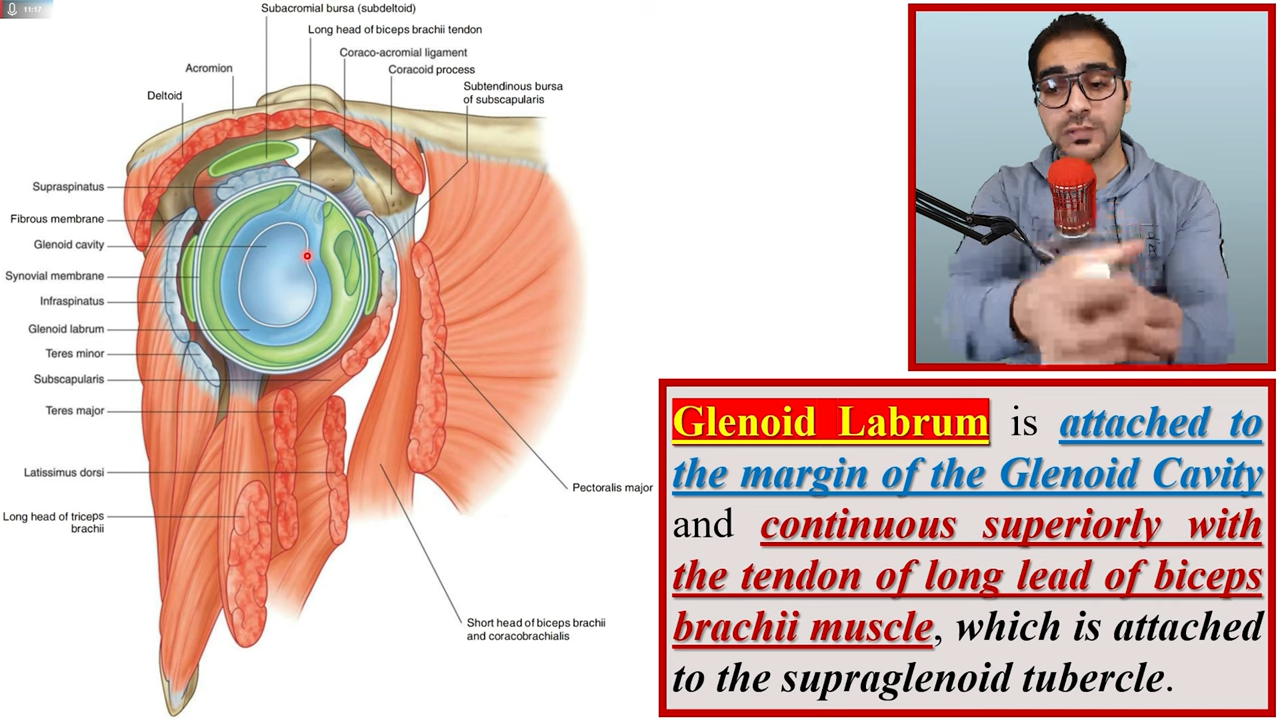 11:17
Subacromial bursa (subdeltoid)
Long head of biceps brachii tendon
Coraco-acromial ligament
Acromion
Coracoid process
Deltoid
Subtendinous bursa
of subscapularis
Supraspinatus
Fibrous membrane
Glenoid cavity
Synovial membrane
Infraspinatus
Glenoid labrum
Teres minor
Subscapularis
Teres major
Latissimus dorsi
Long head of triceps
brachii
Pectoralis major
Short head of biceps brachii
and coracobrachialis
Glenoid Labrum is attached to
the margin of the Glenoid Cavity
and continuous superiorly with
the tendon of long lead of biceps
brachii muscle, which is attached
to the supraglenoid tubercle.